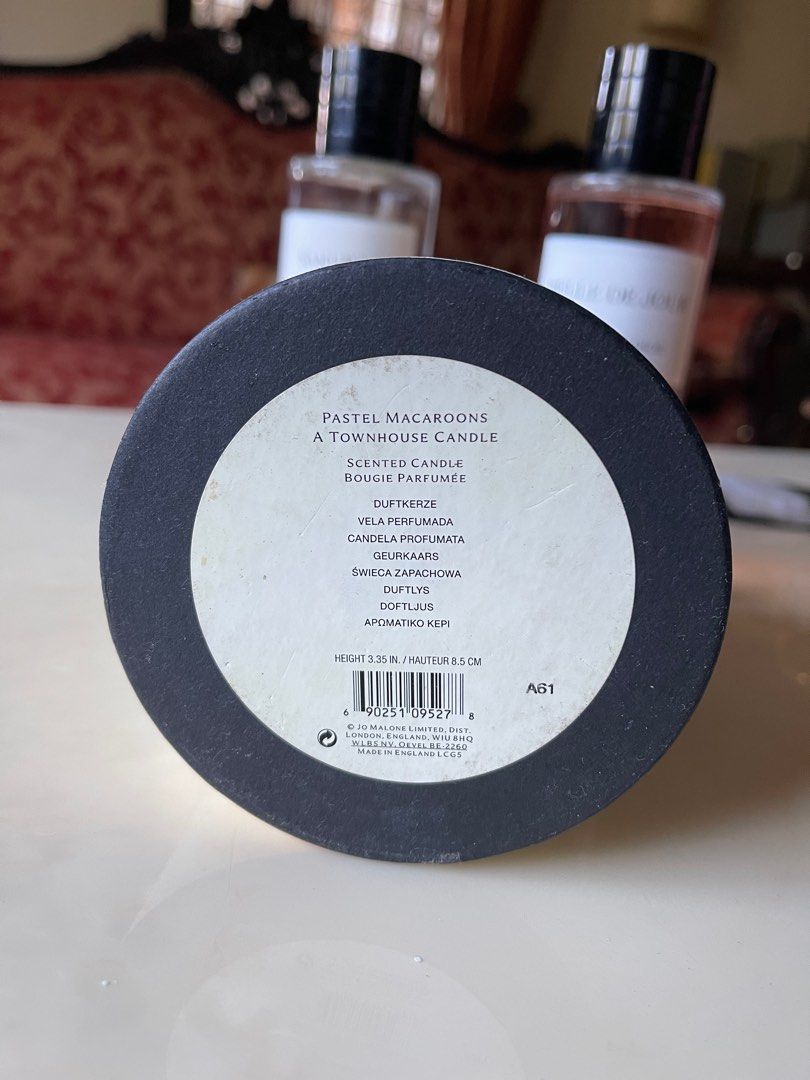 DE JOUR
PASTEL MACAROONS
A TOWNHOUSE CANDLE
SCENTED CANDLE
BOUGIE PARFUMÉE
DUFTKERZE
VELA PERFUMADA
CANDELA PROFUMATA
GEURKAARS
ŚWIECA ZAPACHOWA
DUFTLYS
DOFTLJUS
ΑΡΩΜΑΤΙΚΟ ΚΕΡΙ
HEIGHT 3.35 IN. / HAUTEUR 8.5 CM
A61
6 90251 09527 8
© JO MALONE LIMITED, DIST.
LONDON, ENGLAND, W1U 8HQ
WLBS NV, OEVEL BE-2260
MADE IN ENGLAND LCG5